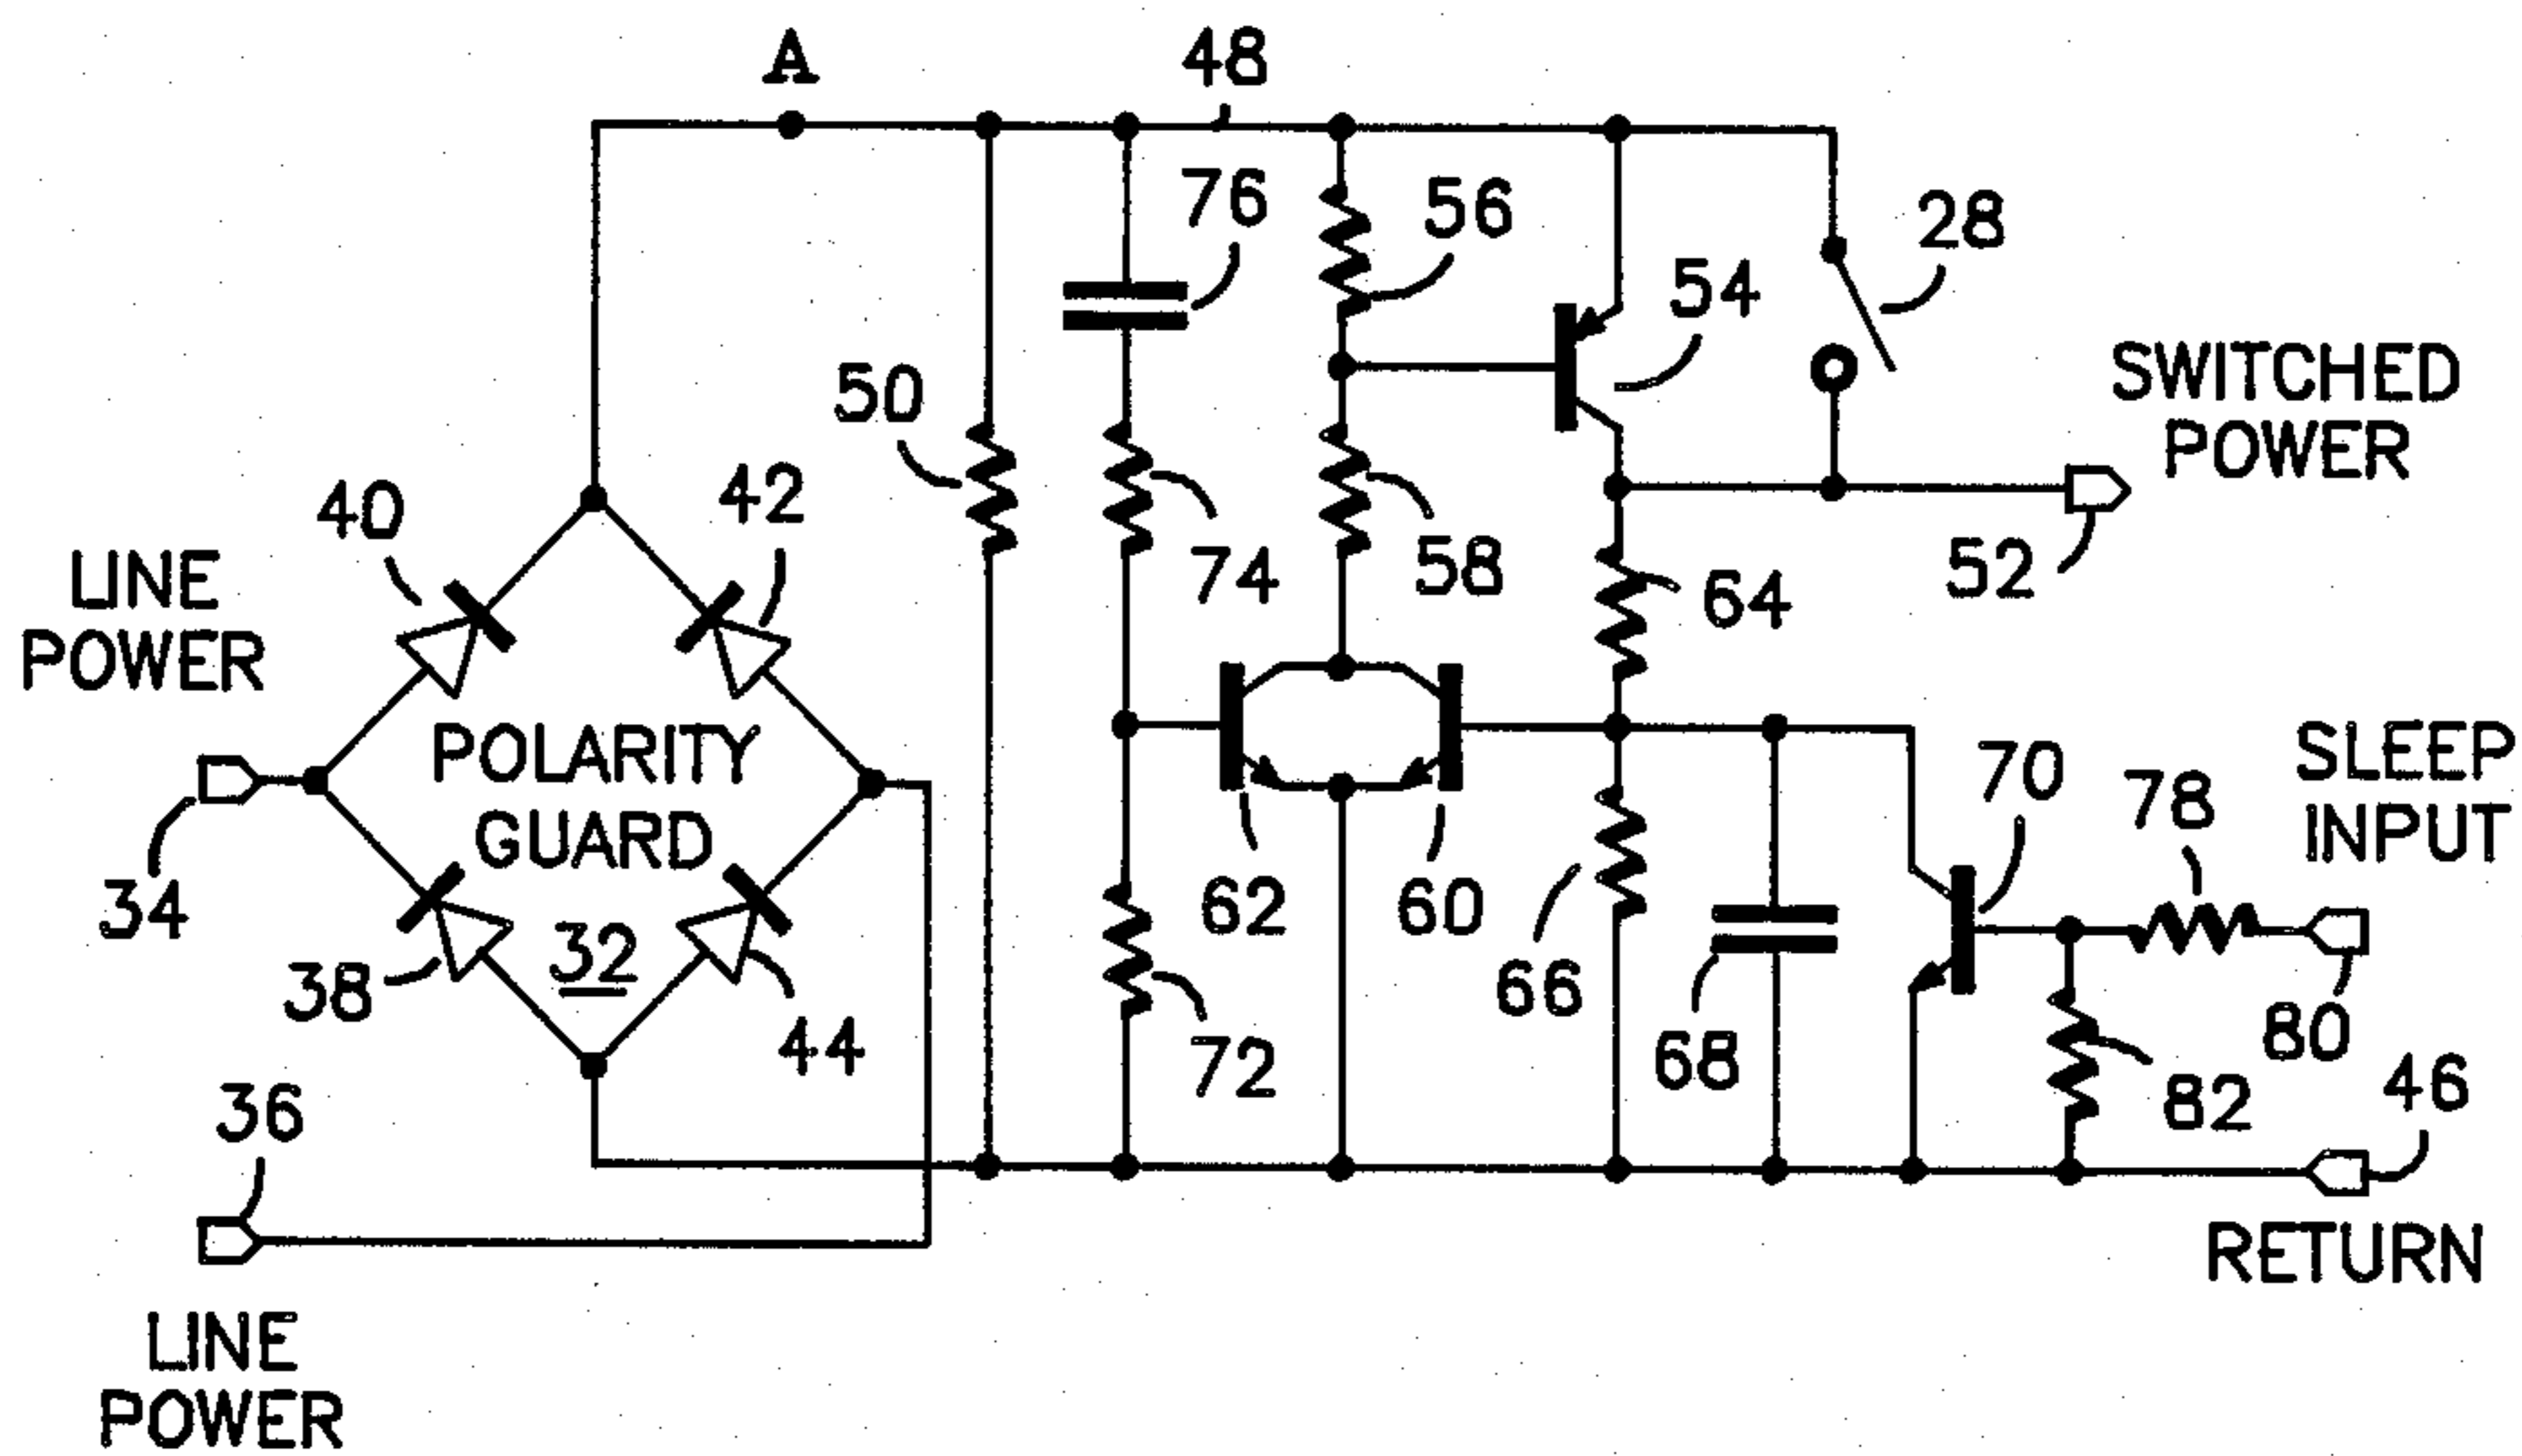 A
48
76
56
28
54
50
SWITCHED
POWER
40
42
LINE
POWER
74
58
52
64
POLARITY
GUARD
70
SLEEP
INPUT
78
34
62
60
32
38
66
68
80
44
72
82
46
36
RETURN
LINE
POWER